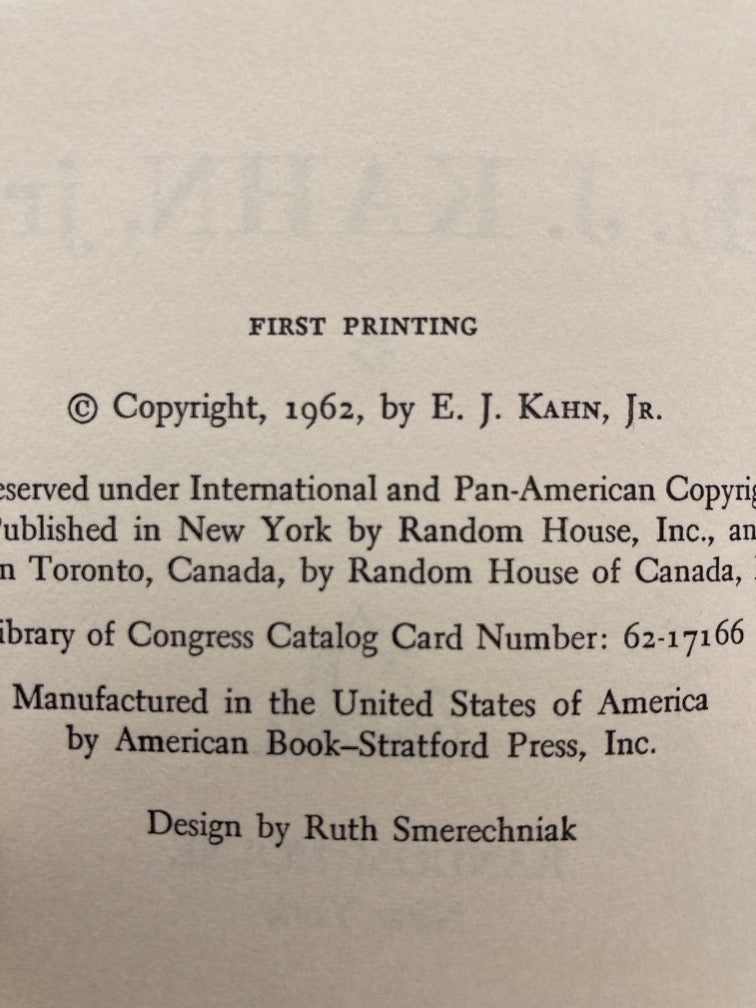 FIRST PRINTING
© Copyright, 1962, by E. J. KAHN, JR.
eserved under International and Pan-American Copyrig
Published in New York by Random House, Inc., an
n Toronto, Canada, by Random House of Canada,
ibrary of Congress Catalog Card Number: 62-17166
Manufactured in the United States of America
by American Book–Stratford Press, Inc.
Design by Ruth Smerechniak